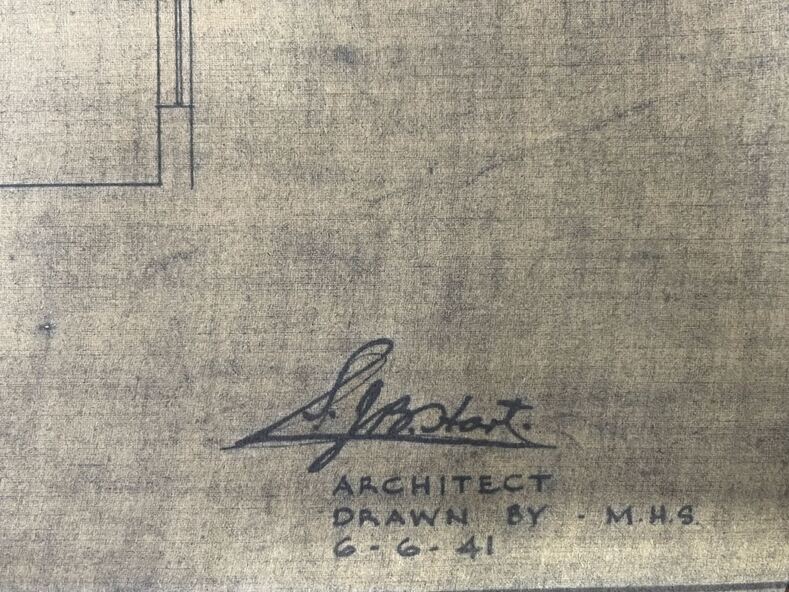 S. J. B. Hart.
ARCHITECT
DRAWN BY - M.H.S.
6-6-41